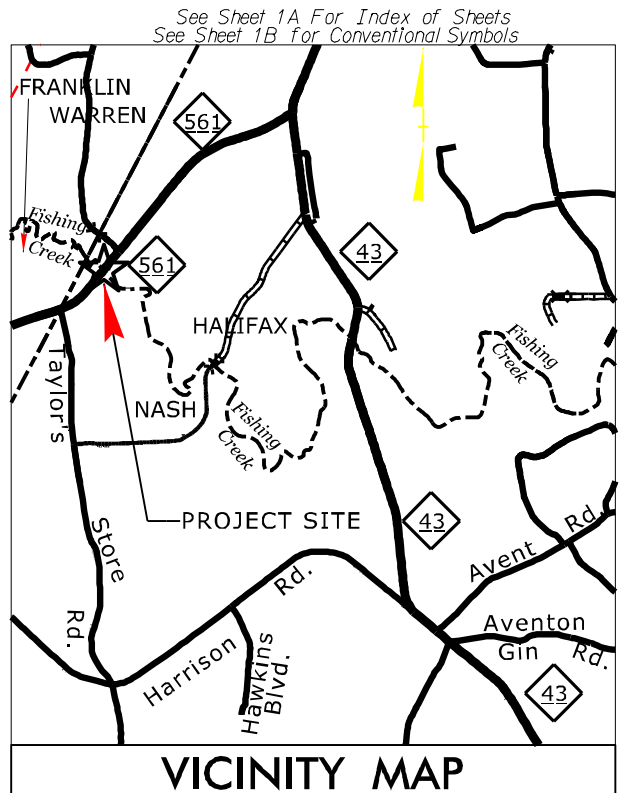 See Sheet 1A For Index of Sheets
See Sheet 1B for Conventional Symbols
FRANKLIN
WARREN
561
Fishing
Creek
561
43
HALIFAX
Fishing
Creek
Taylor's
NASH
Fishing
Creek
PROJECT SITE
43
Store
Rd.
Avent Rd.
Harrison Rd.
Hawkins
Blvd.
Aventon
Gin Rd.
43
VICINITY MAP